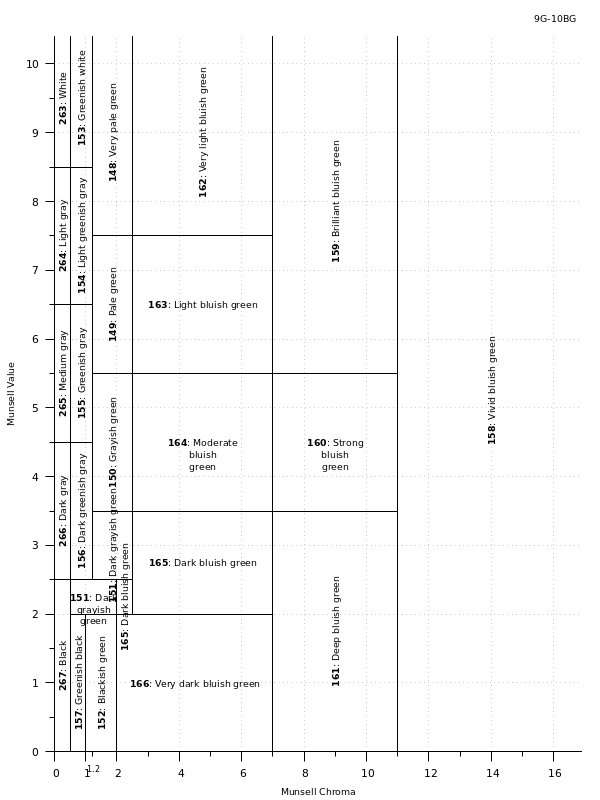 9G-10BG
10
9
8
7
6
5
4
3
2
1
0
Munsell Value
263: White
153: Greenish white
148: Very pale green
162: Very light bluish green
159: Brilliant bluish green
264: Light gray
154: Light greenish gray
149: Pale green
163: Light bluish green
158: Vivid bluish green
265: Medium gray
155: Greenish gray
150: Grayish green
164: Moderate
bluish
green
160: Strong
bluish
green
266: Dark gray
156: Dark greenish gray
151: Dark grayish green
165: Dark bluish green
165: Dark bluish green
161: Deep bluish green
151: Dark
grayish
green
267: Black
157: Greenish black
152: Blackish green
166: Very dark bluish green
0
1
1.2
2
4
6
8
10
12
14
16
Munsell Chroma